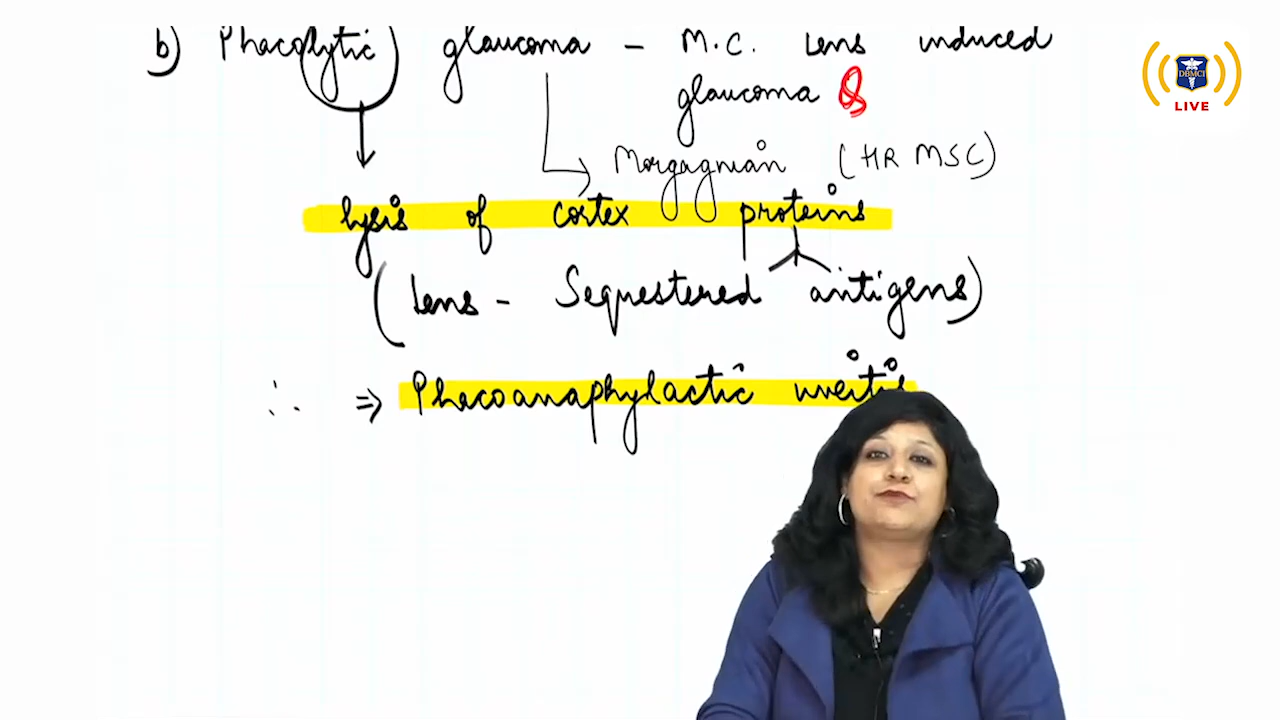 b) Phacolytic glaucoma - M.C. Lens induced
glaucoma
Morgagnian (HR MSC)
lysis of cortex proteins
(Lens - Sequestered antigens)
∴ ⇒ Phacoanaphylactic uveitis
DBMCI
LIVE